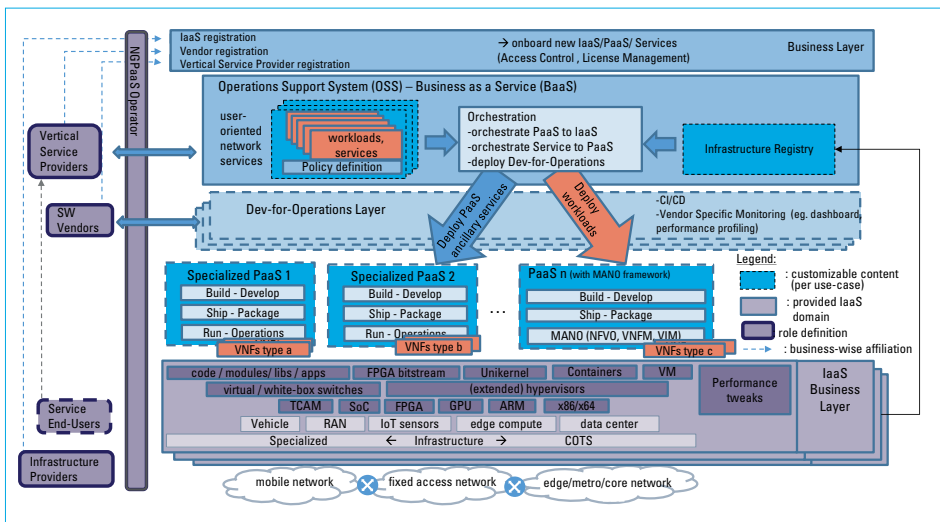 IaaS registration
Vendor registration
Vertical Service Provider registration
→ onboard new IaaS/PaaS/ Services
(Access Control , License Management)
Business Layer
NGPaaS Operator
Operations Support System (OSS) – Business as a Service (BaaS)
user-
oriented
network
services
workloads,
services
Policy definition
Orchestration
-orchestrate PaaS to IaaS
-orchestrate Service to PaaS
-deploy Dev-for-Operations
Infrastructure Registry
Vertical
Service
Providers
SW
Vendors
Dev-for-Operations Layer
Deploy PaaS
ancillary services
Deploy
workloads
-CI/CD
-Vendor Specific Monitoring (eg. dashboard,
performance profiling)
Specialized PaaS 1
Build - Develop
Ship - Package
Run - Operations
VNFs type a
Specialized PaaS 2
Build - Develop
Ship - Package
Run - Operations
VNFs type b
...
PaaS n (with MANO framework)
Build - Develop
Ship - Package
MANO (NFVO, VNFM, VIM)
VNFs type c
Legend:
: customizable content
(per use-case)
: provided IaaS
domain
: role definition
: business-wise affiliation
code / modules/ libs / apps
FPGA bitstream
Unikernel
Containers
VM
virtual / white-box switches
(extended) hypervisors
TCAM
SoC
FPGA
GPU
ARM
x86/x64
Vehicle
RAN
IoT sensors
edge compute
data center
Specialized
← Infrastructure →
COTS
Performance
tweaks
IaaS
Business
Layer
Service
End-Users
Infrastructure
Providers
mobile network
fixed access network
edge/metro/core network